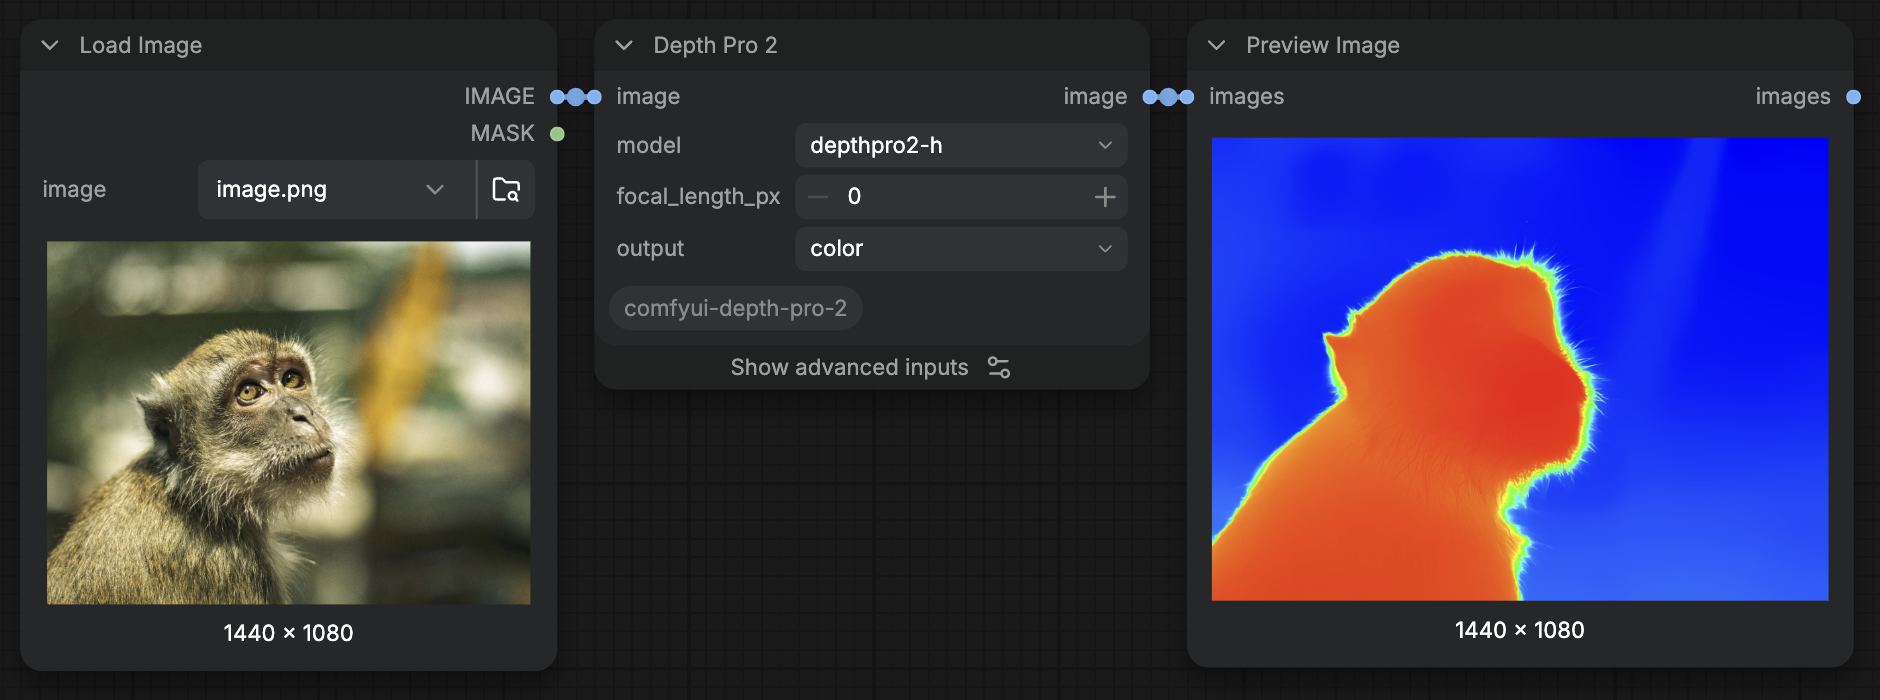 Load Image
IMAGE
MASK
image
image.png
1440 × 1080
Depth Pro 2
image
image
model
depthpro2-h
focal_length_px
0
output
color
comfyui-depth-pro-2
Show advanced inputs
Preview Image
images
images
1440 × 1080